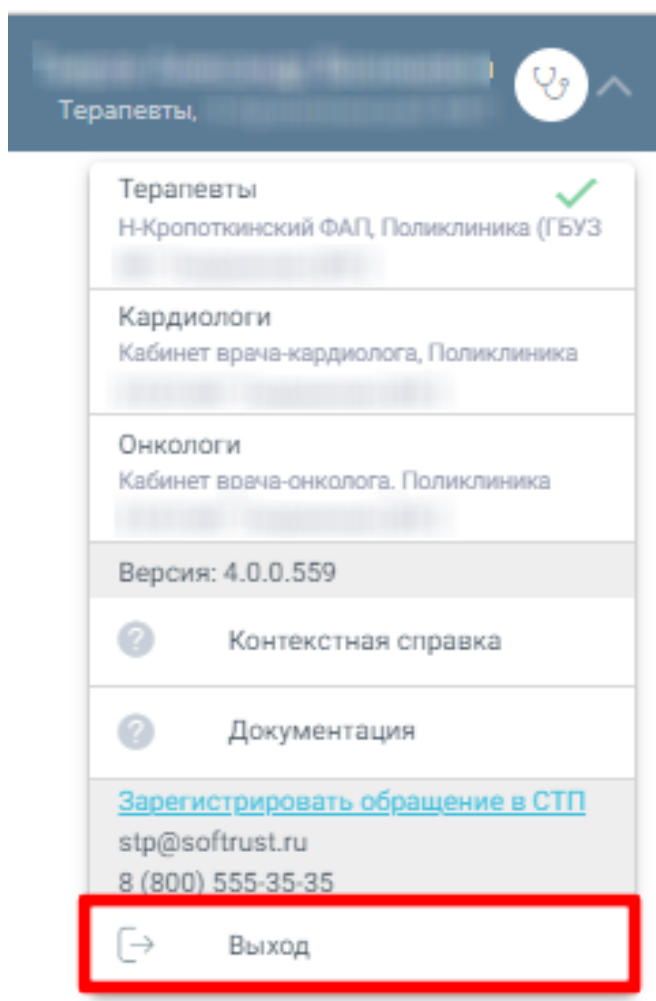 Терапевты,
Терапевты
Н-Кропоткинский ФАП, Поликлиника (ГБУЗ
Кардиологи
Кабинет врача-кардиолога, Поликлиника
Онкологи
Кабинет врача-онколога. Поликлиника
Версия: 4.0.0.559
Контекстная справка
Документация
Зарегистрировать обращение в СТП
stp@softrust.ru
8 (800) 555-35-35
Выход